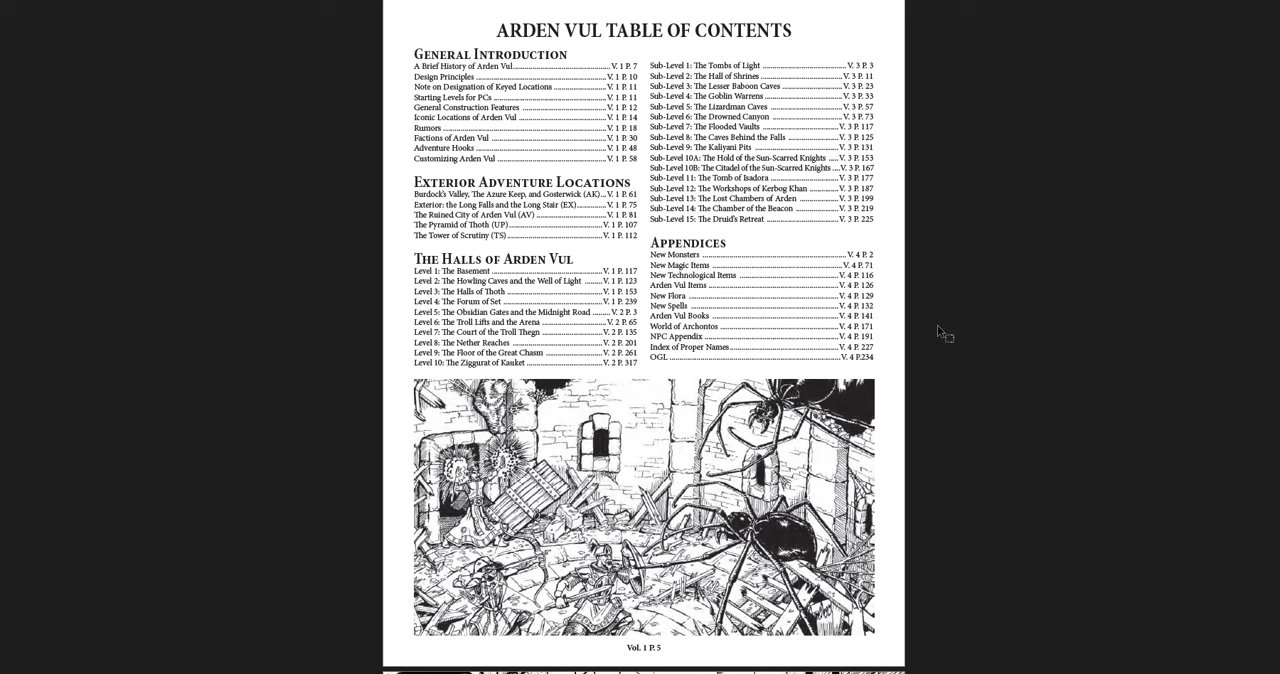 ARDEN VUL TABLE OF CONTENTS
GENERAL INTRODUCTION
A Brief History of Arden Vul.......... V. 1 P. 7
Design Principles .......... V. 1 P. 10
Note on Designation of Keyed Locations .......... V. 1 P. 11
Starting Levels for PCs .......... V. 1 P. 11
General Construction Features .......... V. 1 P. 12
Iconic Locations of Arden Vul .......... V. 1 P. 14
Rumors .......... V. 1 P. 18
Factions of Arden Vul .......... V. 1 P. 30
Adventure Hooks .......... V. 1 P. 48
Customizing Arden Vul .......... V. 1 P. 58
EXTERIOR ADVENTURE LOCATIONS
Burdock's Valley, The Azure Keep, and Gosterwick (AK)... V. 1 P. 61
Exterior: the Long Falls and the Long Stair (EX).......... V. 1 P. 75
The Ruined City of Arden Vul (AV) .......... V. 1 P. 81
The Pyramid of Thoth (UP).......... V. 1 P. 107
The Tower of Scrutiny (TS).......... V. 1 P. 112
THE HALLS OF ARDEN VUL
Level 1: The Basement .......... V. 1 P. 117
Level 2: The Howling Caves and the Well of Light ....... V. 1 P. 123
Level 3: The Halls of Thoth .......... V. 1 P. 153
Level 4: The Forum of Set .......... V. 1 P. 239
Level 5: The Obsidian Gates and the Midnight Road ....... V. 2 P. 3
Level 6: The Troll Lifts and the Arena .......... V. 2 P. 65
Level 7: The Court of the Troll Thegn .......... V. 2 P. 135
Level 8: The Nether Reaches .......... V. 2 P. 201
Level 9: The Floor of the Great Chasm .......... V. 2 P. 261
Level 10: The Ziggurat of Kauket .......... V. 2 P. 317
Sub-Level 1: The Tombs of Light .......... V. 3 P. 3
Sub-Level 2: The Hall of Shrines .......... V. 3 P. 11
Sub-Level 3: The Lesser Baboon Caves .......... V. 3 P. 23
Sub-Level 4: The Goblin Warrens .......... V. 3 P. 33
Sub-Level 5: The Lizardman Caves .......... V. 3 P. 57
Sub-Level 6: The Drowned Canyon .......... V. 3 P. 73
Sub-Level 7: The Flooded Vaults .......... V. 3 P. 117
Sub-Level 8: The Caves Behind the Falls .......... V. 3 P. 125
Sub-Level 9: The Kaliyani Pits .......... V. 3 P. 131
Sub-Level 10A: The Hold of the Sun-Scarred Knights ..... V. 3 P. 153
Sub-Level 10B: The Citadel of the Sun-Scarred Knights ....V. 3 P. 167
Sub-Level 11: The Tomb of Isadora .......... V. 3 P. 177
Sub-Level 12: The Workshops of Kerbog Khan .......... V. 3 P. 187
Sub-Level 13: The Lost Chambers of Arden .......... V. 3 P. 199
Sub-Level 14: The Chamber of the Beacon .......... V. 3 P. 219
Sub-Level 15: The Druid's Retreat .......... V. 3 P. 225
APPENDICES
New Monsters .......... V. 4 P. 2
New Magic Items .......... V. 4 P. 71
New Technological Items .......... V. 4 P. 116
Arden Vul Items .......... V. 4 P. 126
New Flora .......... V. 4 P. 129
New Spells .......... V. 4 P. 132
Arden Vul Books .......... V. 4 P. 141
World of Archontos .......... V. 4 P. 171
NPC Appendix .......... V. 4 P. 191
Index of Proper Names.......... V. 4 P. 227
OGL .......... V. 4 P.234
Vol. 1 P. 5